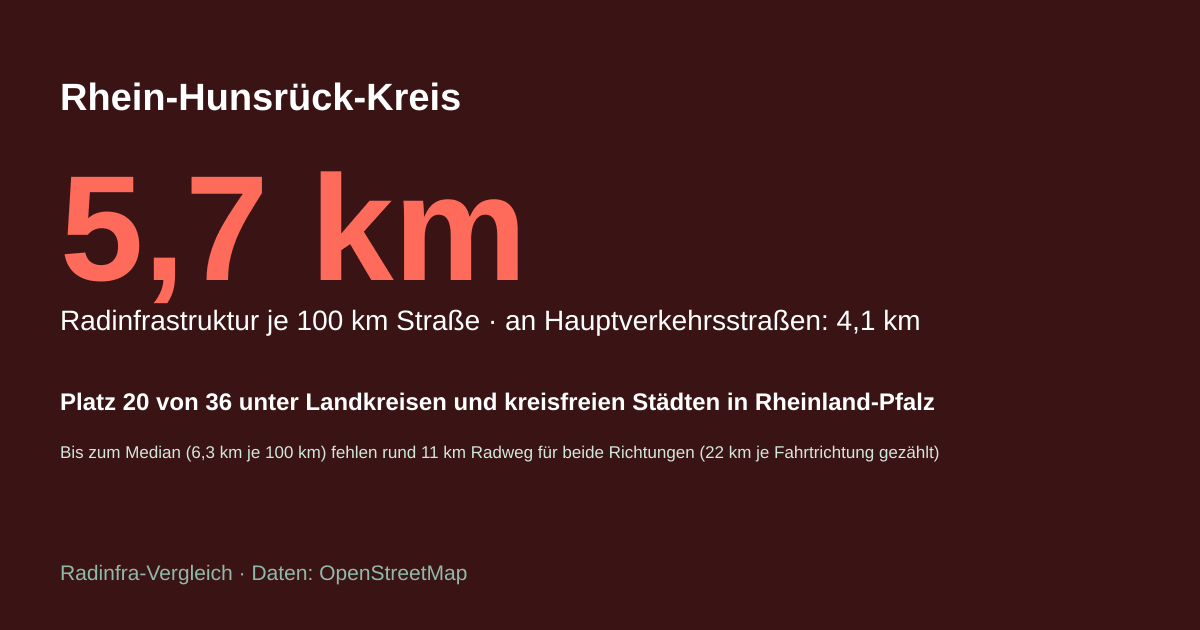 Rhein-Hunsrück-Kreis
5,7 km
Radinfrastruktur je 100 km Straße · an Hauptverkehrsstraßen: 4,1 km
Platz 20 von 36 unter Landkreisen und kreisfreien Städten in Rheinland-Pfalz
Bis zum Median (6,3 km je 100 km) fehlen rund 11 km Radweg für beide Richtungen (22 km je Fahrtrichtung gezählt)
Radinfra-Vergleich · Daten: OpenStreetMap